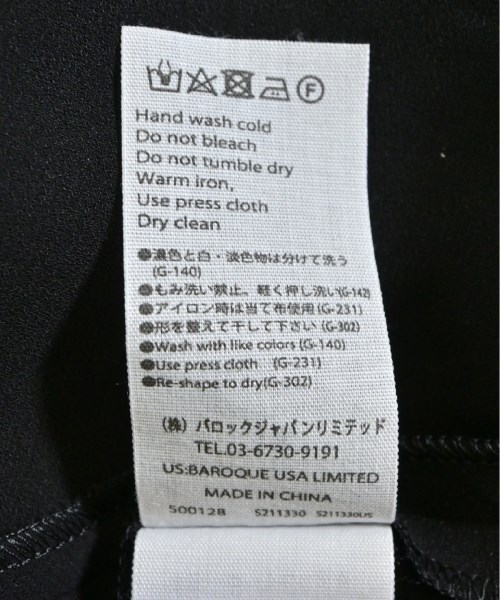 F
Hand wash cold
Do not bleach
Do not tumble dry
Warm iron,
Use press cloth
Dry clean
●濃色と白・淡色物は分けて洗う
(G-140)
●もみ洗い禁止。軽く押し洗い(G-142)
●アイロン時は当て布使用(G-231)
●形を整えて干して下さい(G-302)
●Wash with like colors (G-140)
●Use press cloth (G-231)
●Re-shape to dry(G-302)
(株) バロックジャパンリミテッド
TEL.03-6730-9191
US:BAROQUE USA LIMITED
MADE IN CHINA
500128 S211330 S211330US